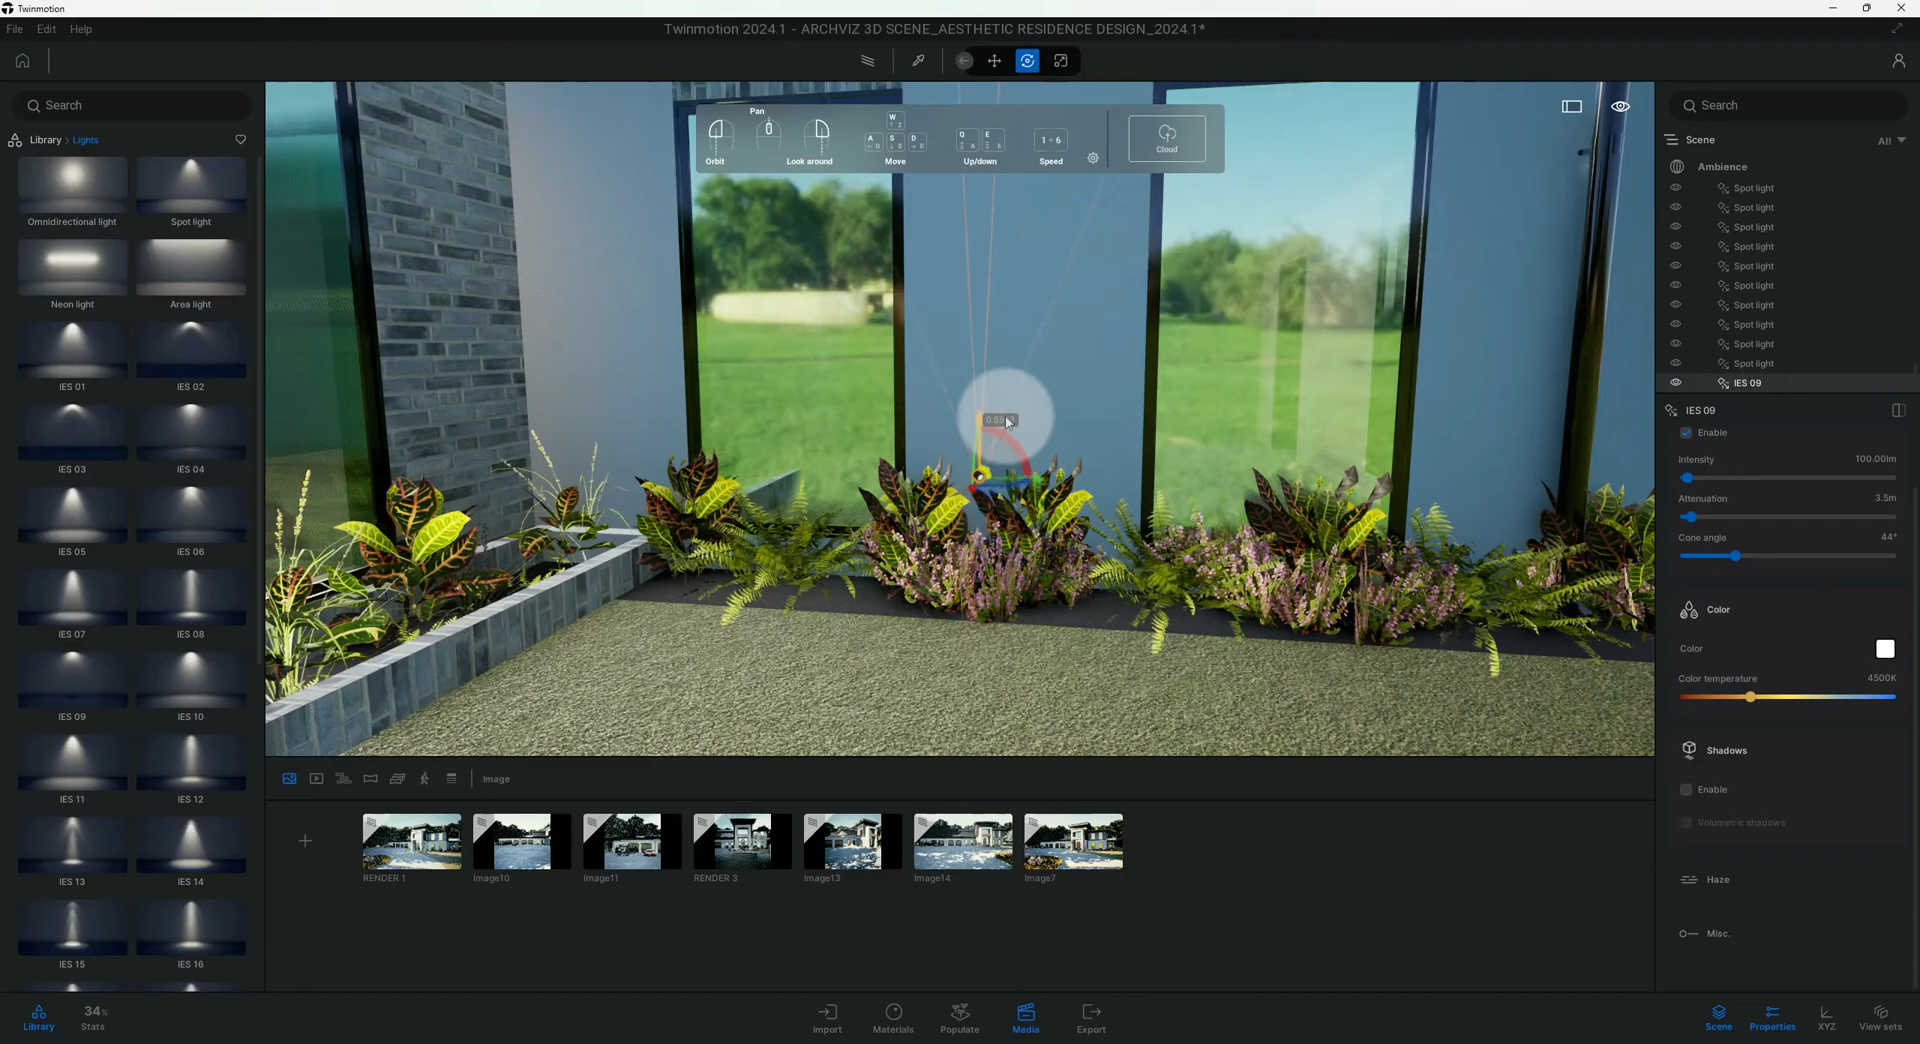 Twinmotion
File Edit Help
Twinmotion 2024.1 - ARCHVIZ 3D SCENE_AESTHETIC RESIDENCE DESIGN_2024.1*
Search
Library > Lights
Omnidirectional light
Spot light
Neon light
Area light
IES 01
IES 02
IES 03
IES 04
IES 05
IES 06
IES 07
IES 08
IES 09
IES 10
IES 11
IES 12
IES 13
IES 14
IES 15
IES 16
Pan
Orbit
Look around
W
Z
A
Q
S
S
D
D
Move
Q
A
E
E
Up/down
1 - 6
Speed
Cloud
Search
Scene
All
Ambience
Spot light
Spot light
Spot light
Spot light
Spot light
Spot light
Spot light
Spot light
Spot light
Spot light
IES 09
IES 09
Enable
Intensity 100.00lm
Attenuation 3.5m
Cone angle 44°
Color
Color
Color temperature 4500K
Shadows
Enable
Volumetric shadows
Haze
Misc.
Image
RENDER 1
Image10
Image11
RENDER 3
Image13
Image14
Image7
Library
34%
Stats
Import
Materials
Populate
Media
Export
Scene
Properties
XYZ
View sets